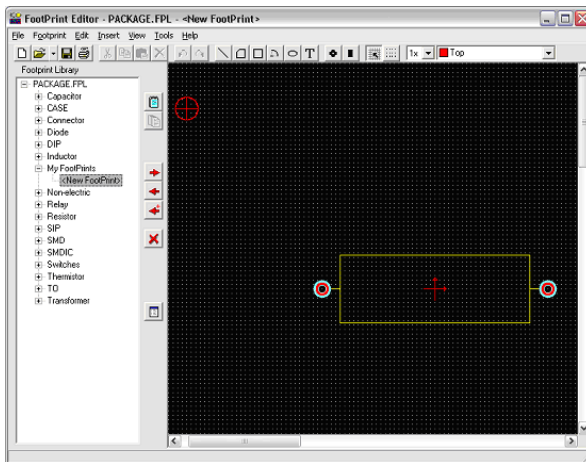 FootPrint Editor - PACKAGE.FPL - <New FootPrint>
File Footprint Edit Insert View Tools Help
T 1x Top
Footprint Library
PACKAGE.FPL
Capacitor
CASE
Connector
Diode
DIP
Inductor
My FootPrints
<New FootPrint>
Non-electric
Relay
Resistor
SIP
SMD
SMDIC
Switches
Thermistor
TO
Transformer